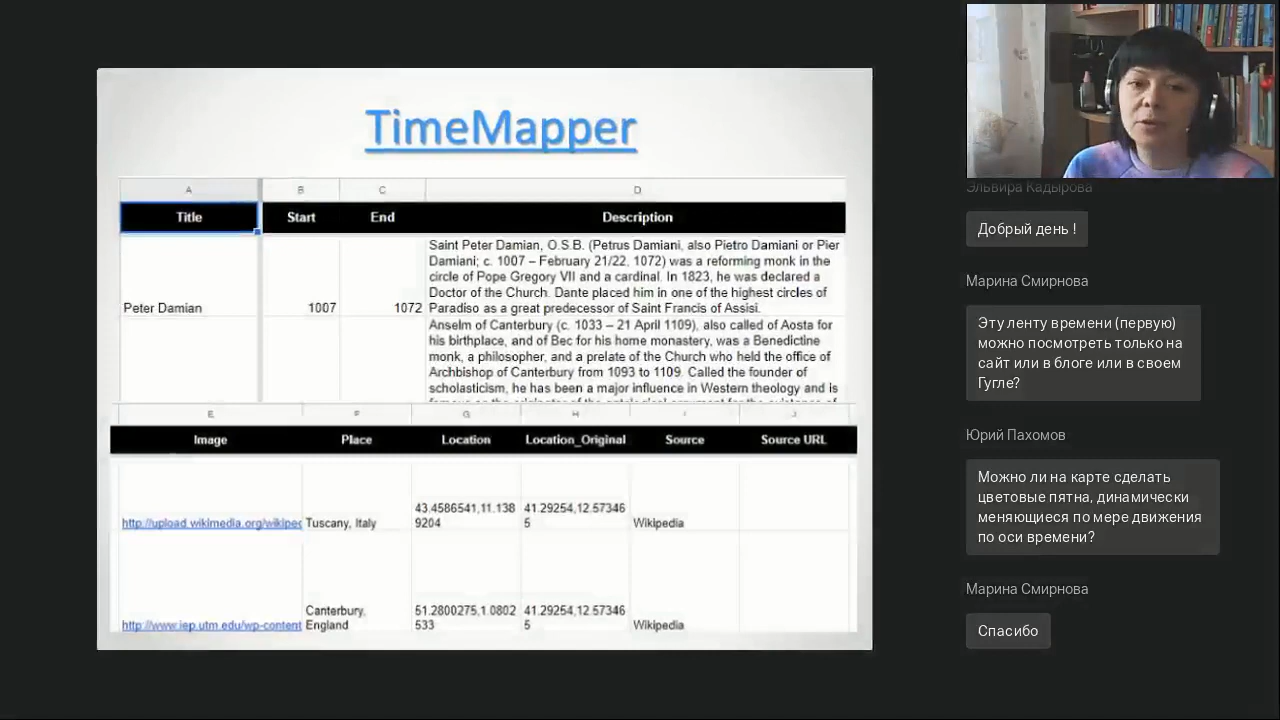 TimeMapper
A B C D
Title Start End Description
Saint Peter Damian, O.S.B. (Petrus Damiani, also Pietro Damiani or Pier
Damiani; c. 1007 – February 21/22, 1072) was a reforming monk in the
circle of Pope Gregory VII and a cardinal. In 1823, he was declared a
Doctor of the Church. Dante placed him in one of the highest circles of
Peter Damian 1007 1072 Paradiso as a great predecessor of Saint Francis of Assisi.
Anselm of Canterbury (c. 1033 – 21 April 1109), also called of Aosta for
his birthplace, and of Bec for his home monastery, was a Benedictine
monk, a philosopher, and a prelate of the Church who held the office of
Archbishop of Canterbury from 1093 to 1109. Called the founder of
scholasticism, he has been a major influence in Western theology and is
E F G H I J
Image Place Location Location_Original Source Source URL
43.4586541,11.138 41.29254,12.57346
http://upload.wikimedia.org/wikipec Tuscany, Italy 9204 5 Wikipedia
Canterbury, 51.2800275,1.0802 41.29254,12.57346
http://www.iep.utm.edu/wp-content England 533 5 Wikipedia
Эльвира Кадырова
Добрый день !
Марина Смирнова
Эту ленту времени (первую)
можно посмотреть только на
сайт или в блоге или в своем
Гугле?
Юрий Пахомов
Можно ли на карте сделать
цветовые пятна, динамически
меняющиеся по мере движения
по оси времени?
Марина Смирнова
Спасибо